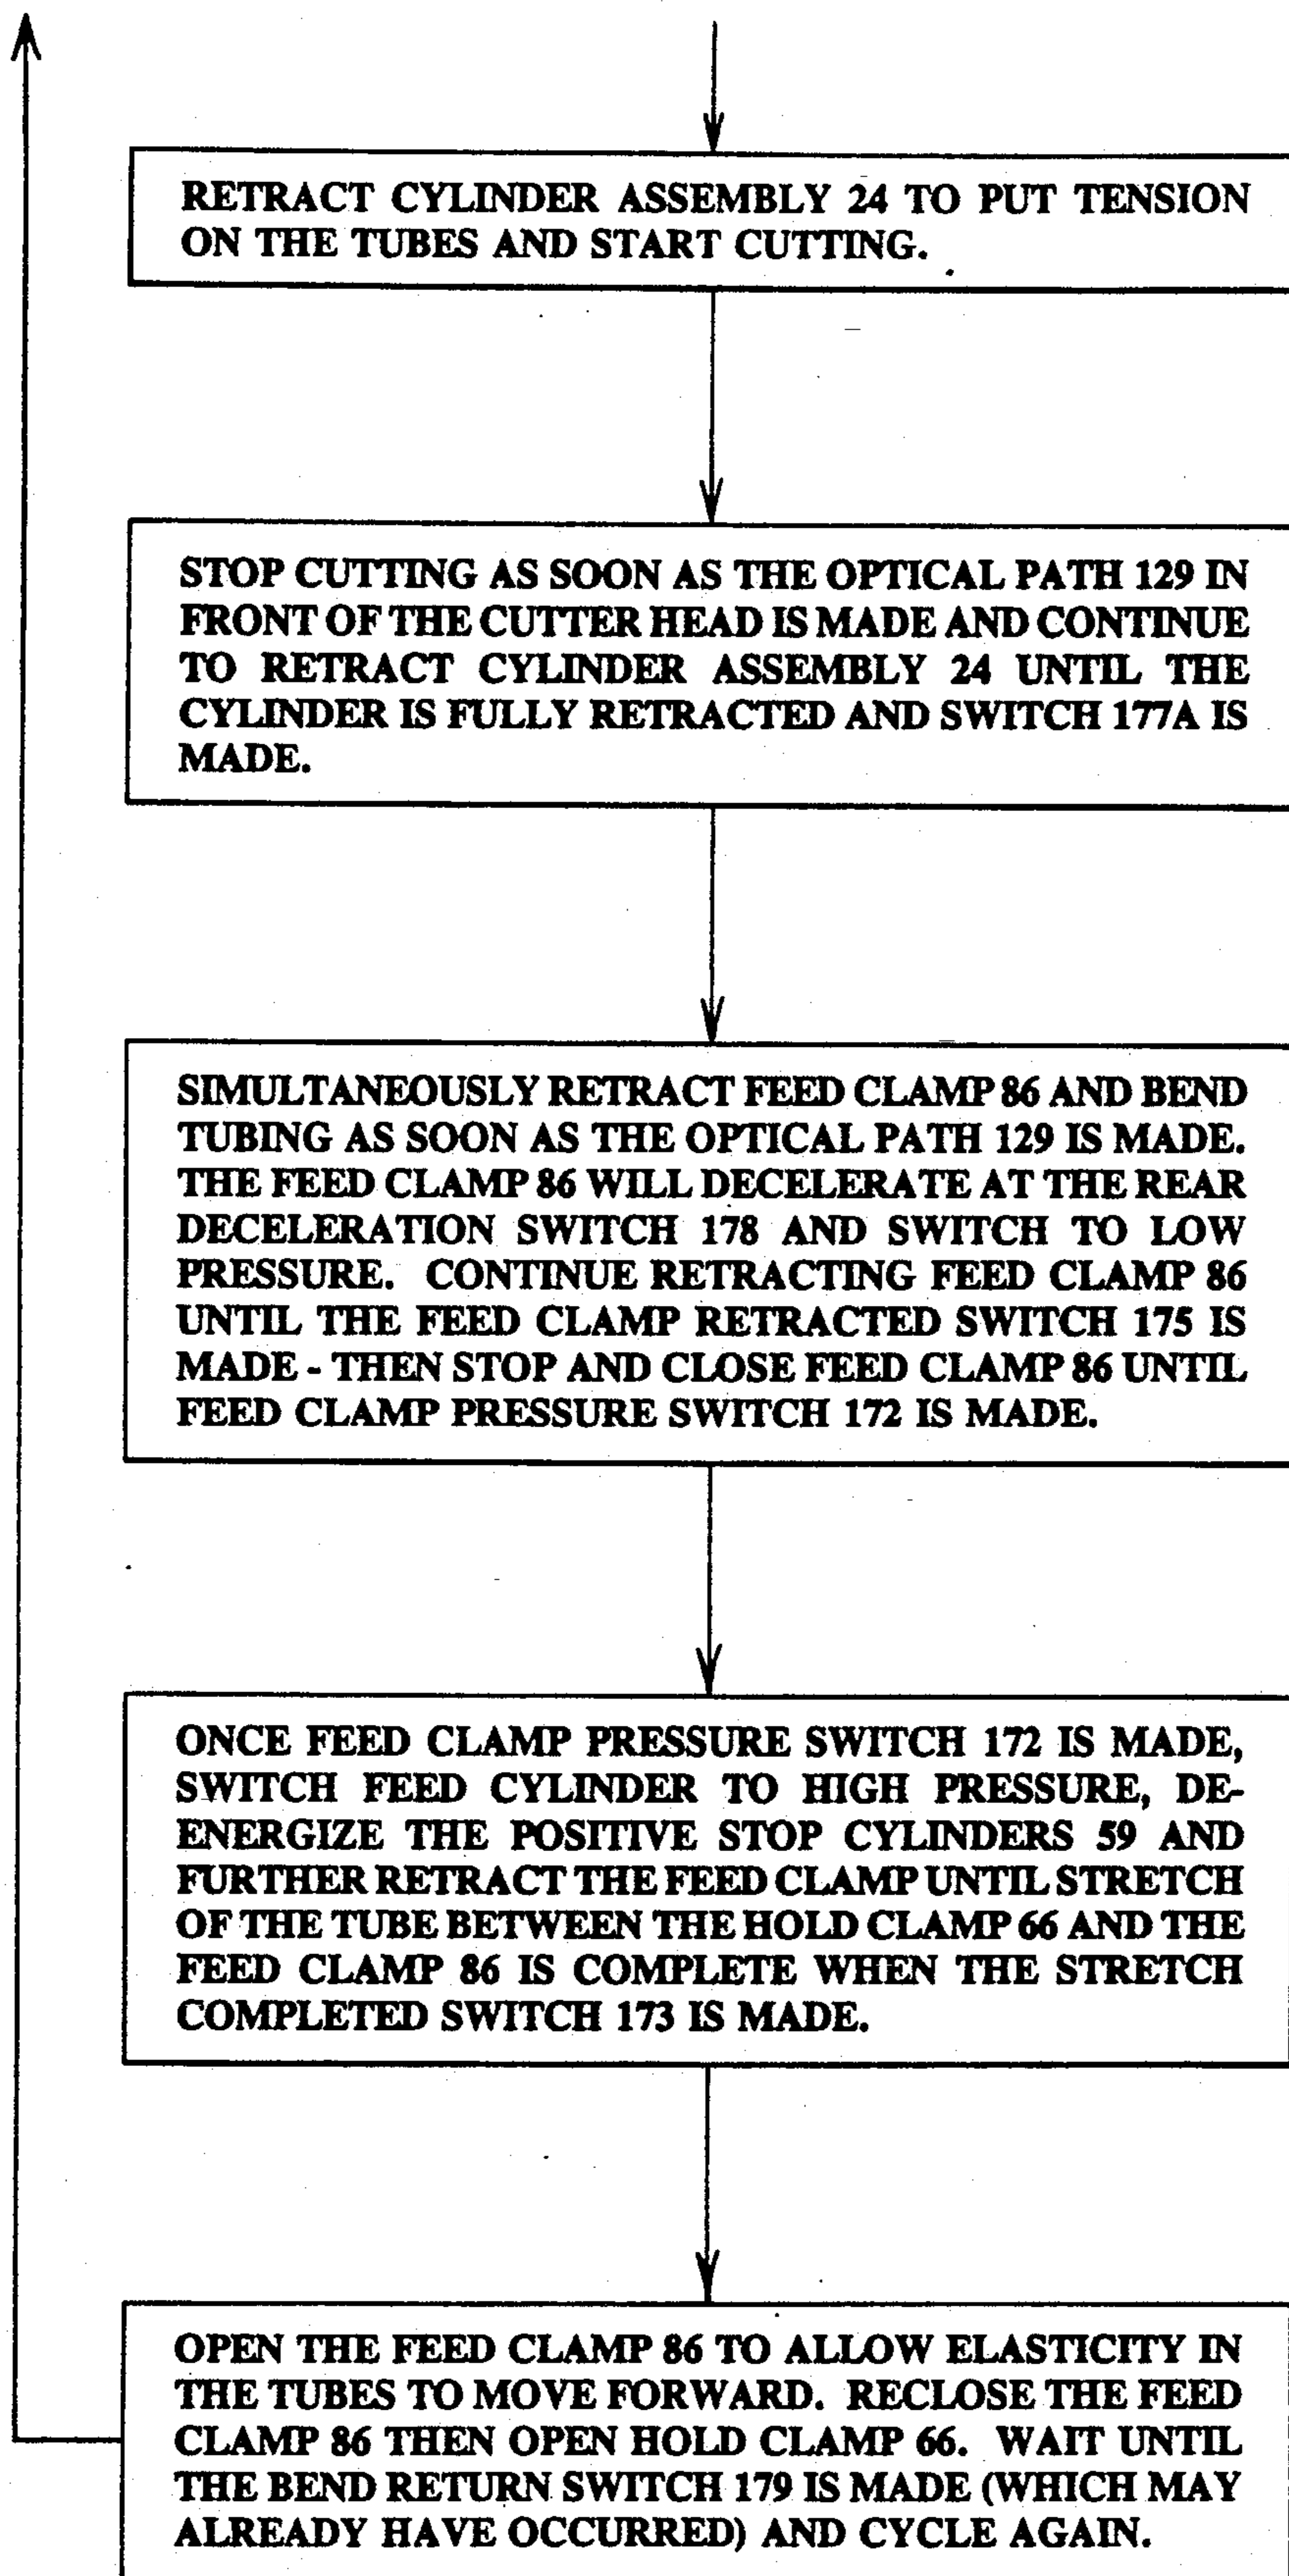 RETRACT CYLINDER ASSEMBLY 24 TO PUT TENSION
ON THE TUBES AND START CUTTING.
STOP CUTTING AS SOON AS THE OPTICAL PATH 129 IN
FRONT OF THE CUTTER HEAD IS MADE AND CONTINUE
TO RETRACT CYLINDER ASSEMBLY 24 UNTIL THE
CYLINDER IS FULLY RETRACTED AND SWITCH 177A IS
MADE.
SIMULTANEOUSLY RETRACT FEED CLAMP 86 AND BEND
TUBING AS SOON AS THE OPTICAL PATH 129 IS MADE.
THE FEED CLAMP 86 WILL DECELERATE AT THE REAR
DECELERATION SWITCH 178 AND SWITCH TO LOW
PRESSURE. CONTINUE RETRACTING FEED CLAMP 86
UNTIL THE FEED CLAMP RETRACTED SWITCH 175 IS
MADE - THEN STOP AND CLOSE FEED CLAMP 86 UNTIL
FEED CLAMP PRESSURE SWITCH 172 IS MADE.
ONCE FEED CLAMP PRESSURE SWITCH 172 IS MADE,
SWITCH FEED CYLINDER TO HIGH PRESSURE, DE-
ENERGIZE THE POSITIVE STOP CYLINDERS 59 AND
FURTHER RETRACT THE FEED CLAMP UNTIL STRETCH
OF THE TUBE BETWEEN THE HOLD CLAMP 66 AND THE
FEED CLAMP 86 IS COMPLETE WHEN THE STRETCH
COMPLETED SWITCH 173 IS MADE.
OPEN THE FEED CLAMP 86 TO ALLOW ELASTICITY IN
THE TUBES TO MOVE FORWARD. RECLOSE THE FEED
CLAMP 86 THEN OPEN HOLD CLAMP 66. WAIT UNTIL
THE BEND RETURN SWITCH 179 IS MADE (WHICH MAY
ALREADY HAVE OCCURRED) AND CYCLE AGAIN.